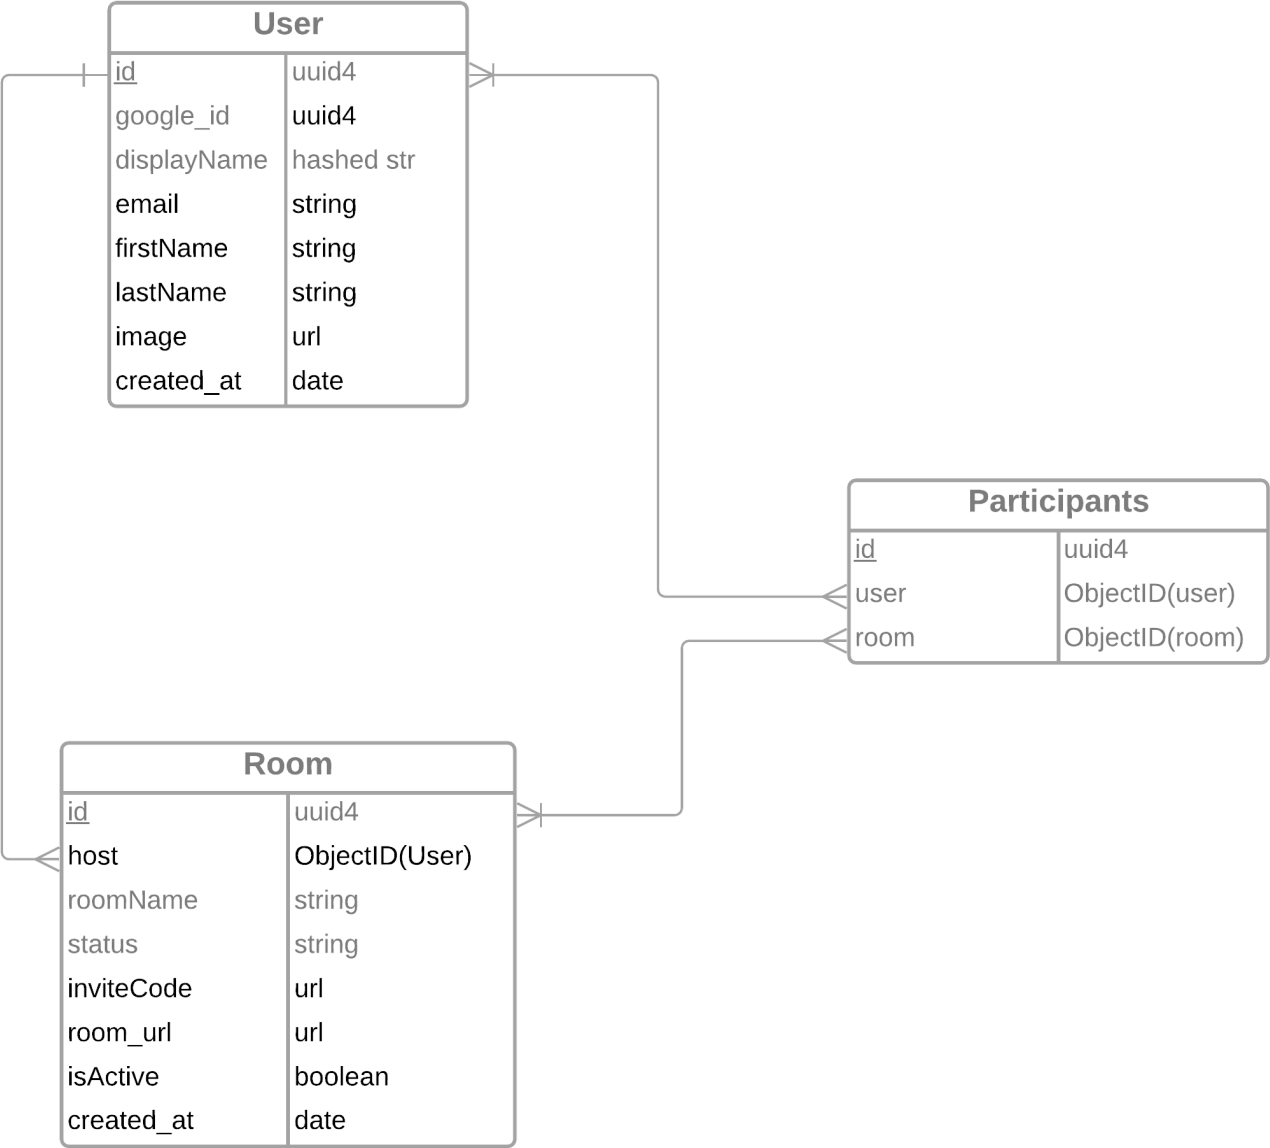 User
id uuid4
google_id uuid4
displayName hashed str
email string
firstName string
lastName string
image url
created_at date
Participants
id uuid4
user ObjectID(user)
room ObjectID(room)
Room
id uuid4
host ObjectID(User)
roomName string
status string
inviteCode url
room_url url
isActive boolean
created_at date